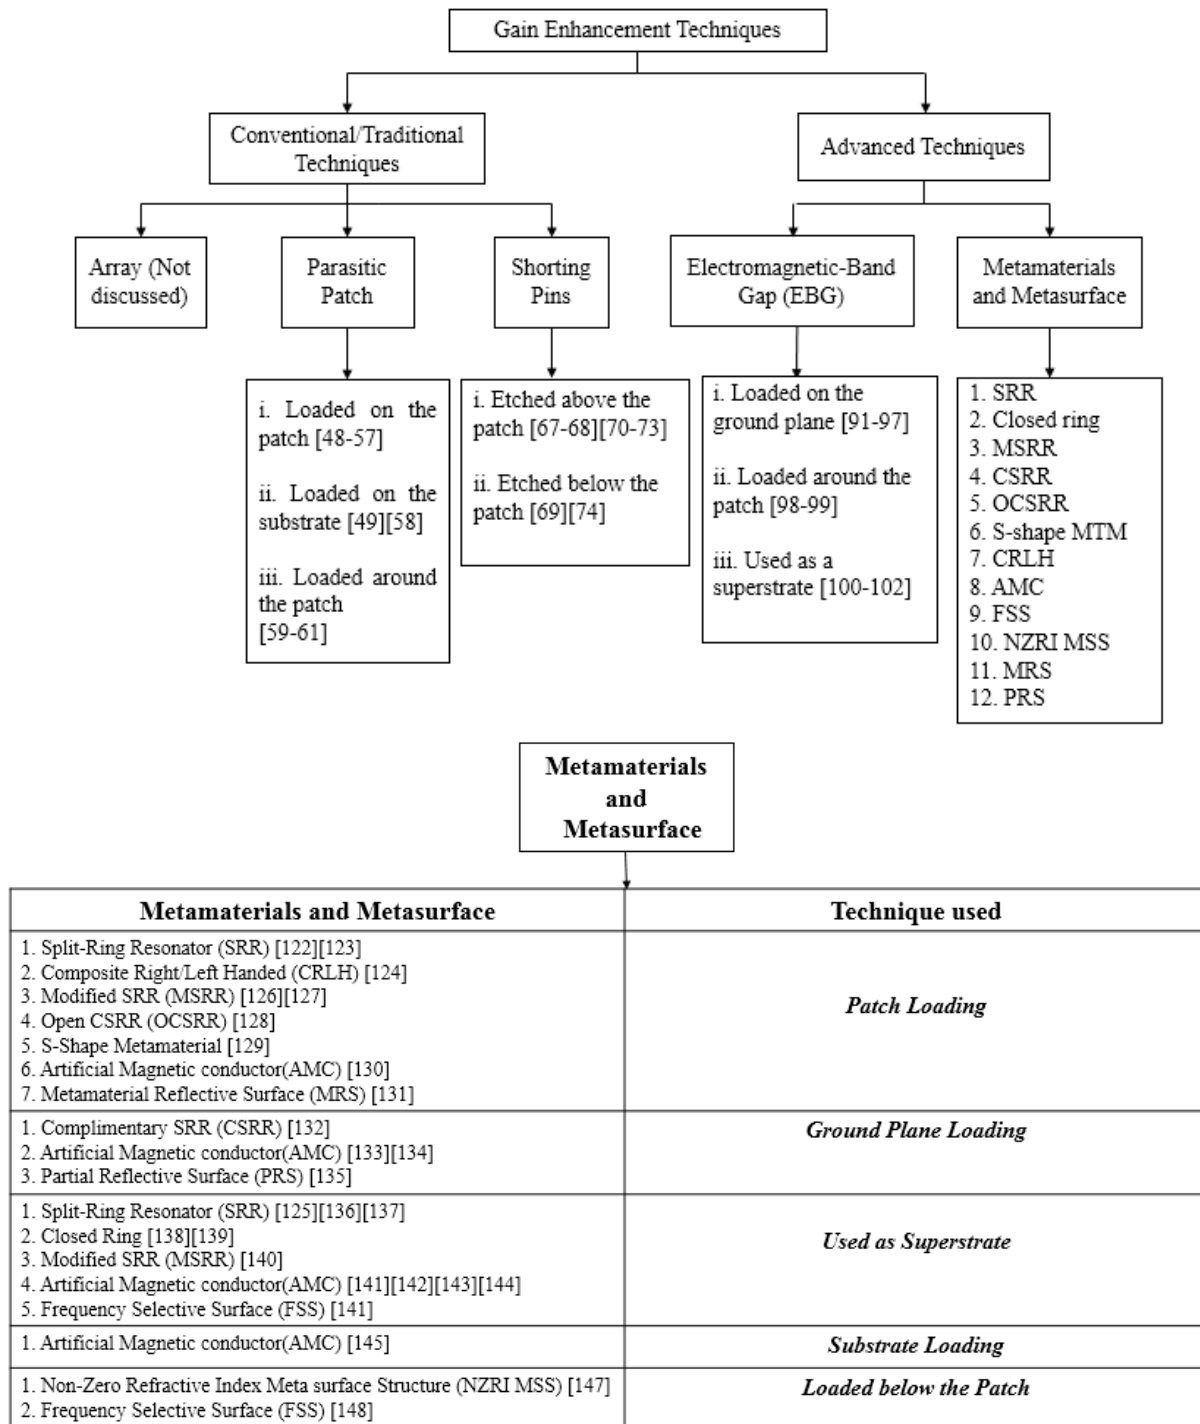 Gain Enhancement Techniques
Conventional/Traditional
Techniques
Advanced Techniques
Array (Not
discussed)
Parasitic
Patch
Shorting
Pins
Electromagnetic-Band
Gap (EBG)
Metamaterials
and Metasurface
i. Loaded on the
patch [48-57]
ii. Loaded on the
substrate [49][58]
iii. Loaded around
the patch
[59-61]
i. Etched above the
patch [67-68][70-73]
ii. Etched below the
patch [69][74]
i. Loaded on the
ground plane [91-97]
ii. Loaded around the
patch [98-99]
iii. Used as a
superstrate [100-102]
1. SRR
2. Closed ring
3. MSRR
4. CSRR
5. OCSRR
6. S-shape MTM
7. CRLH
8. AMC
9. FSS
10. NZRI MSS
11. MRS
12. PRS
Metamaterials
and
Metasurface
Metamaterials and Metasurface
Technique used
1. Split-Ring Resonator (SRR) [122][123]
2. Composite Right/Left Handed (CRLH) [124]
3. Modified SRR (MSRR) [126][127]
4. Open CSRR (OCSRR) [128]
5. S-Shape Metamaterial [129]
6. Artificial Magnetic conductor(AMC) [130]
7. Metamaterial Reflective Surface (MRS) [131]
Patch Loading
1. Complimentary SRR (CSRR) [132]
2. Artificial Magnetic conductor(AMC) [133][134]
3. Partial Reflective Surface (PRS) [135]
Ground Plane Loading
1. Split-Ring Resonator (SRR) [125][136][137]
2. Closed Ring [138][139]
3. Modified SRR (MSRR) [140]
4. Artificial Magnetic conductor(AMC) [141][142][143][144]
5. Frequency Selective Surface (FSS) [141]
Used as Superstrate
1. Artificial Magnetic conductor(AMC) [145]
Substrate Loading
1. Non-Zero Refractive Index Meta surface Structure (NZRI MSS) [147]
2. Frequency Selective Surface (FSS) [148]
Loaded below the Patch